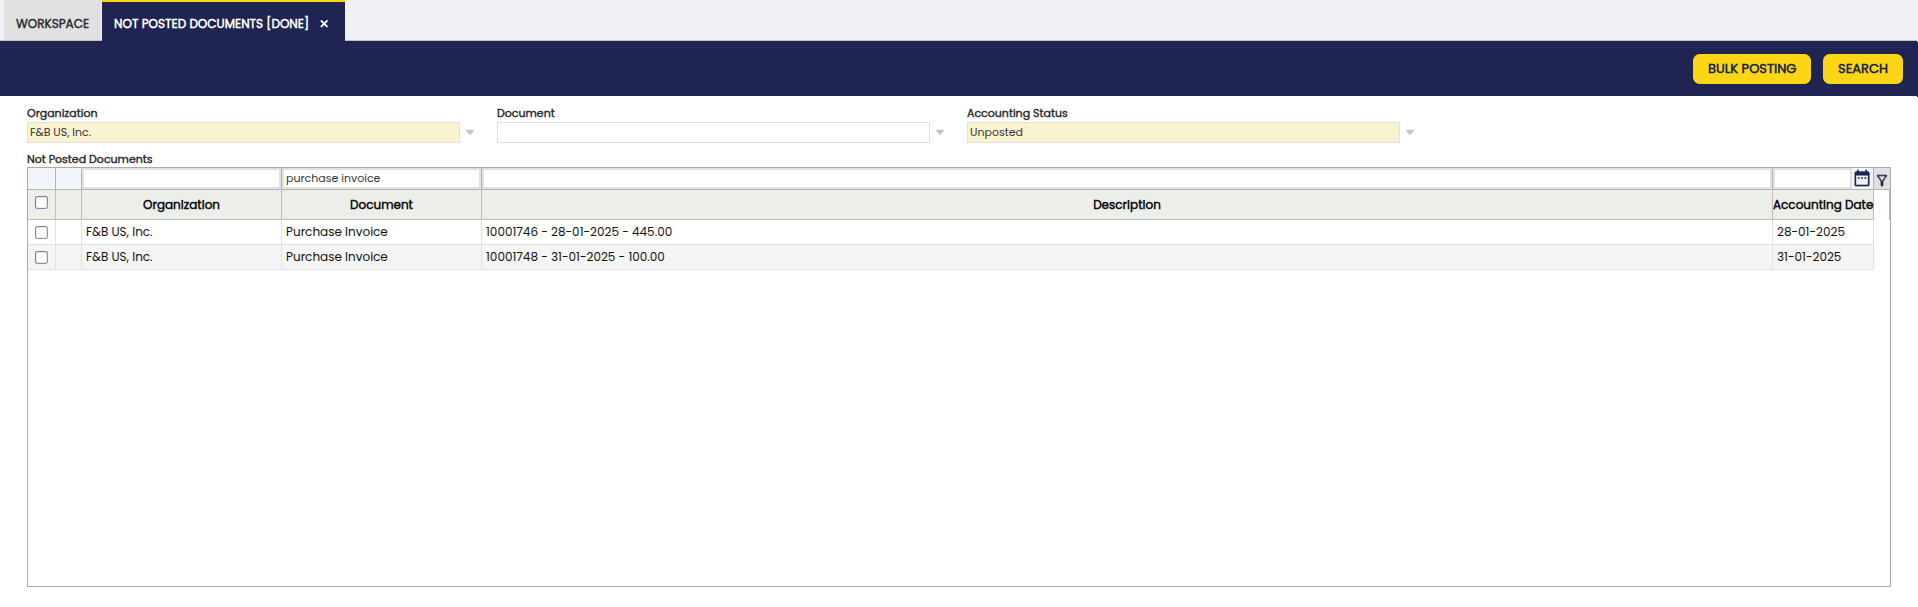 WORKSPACE NOT POSTED DOCUMENTS [DONE] ×
BULK POSTING SEARCH
Organization Document Accounting Status
F&B US, Inc. Unposted
Not Posted Documents
purchase invoice
Organization Document Description Accounting Date
F&B US, Inc. Purchase Invoice 10001746 - 28-01-2025 - 445.00 28-01-2025
F&B US, Inc. Purchase Invoice 10001748 - 31-01-2025 - 100.00 31-01-2025